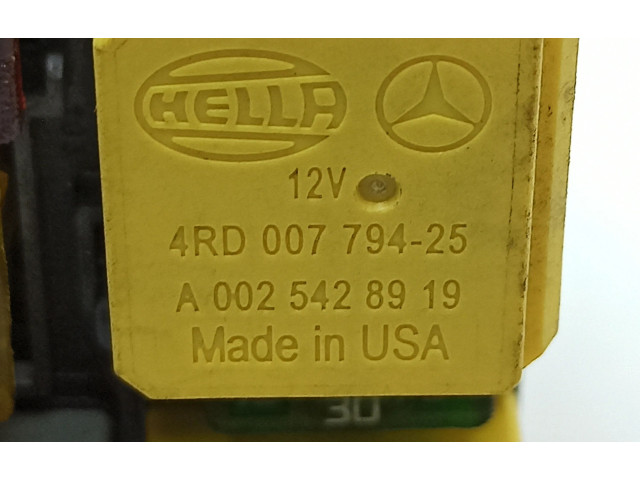 HELLA
12V
4RD 007 794-25
A 002 542 89 19
Made in USA
30